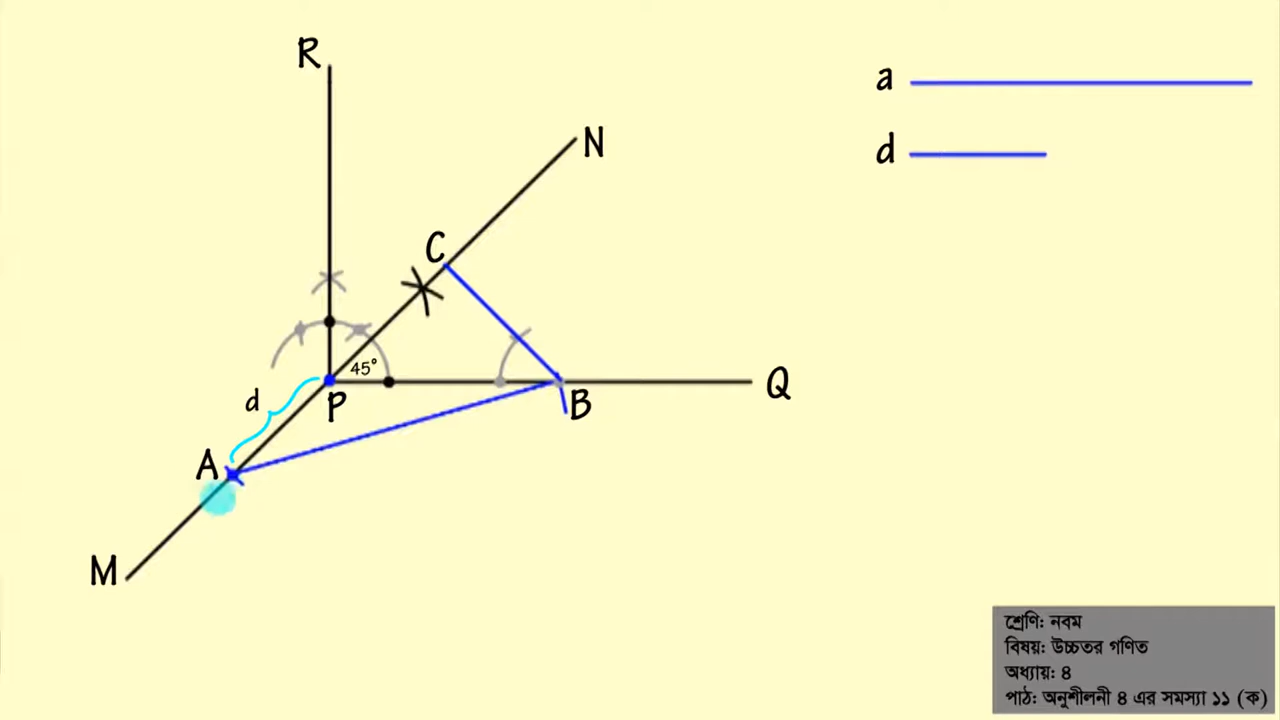 R
N
C
45°
d
P
B
Q
A
M
a
d
শ্রেণি: নবম
বিষয়: উচ্চতর গণিত
অধ্যায়: ৪
পাঠ: অনুশীলনী ৪ এর সমস্যা ১১ (ক)